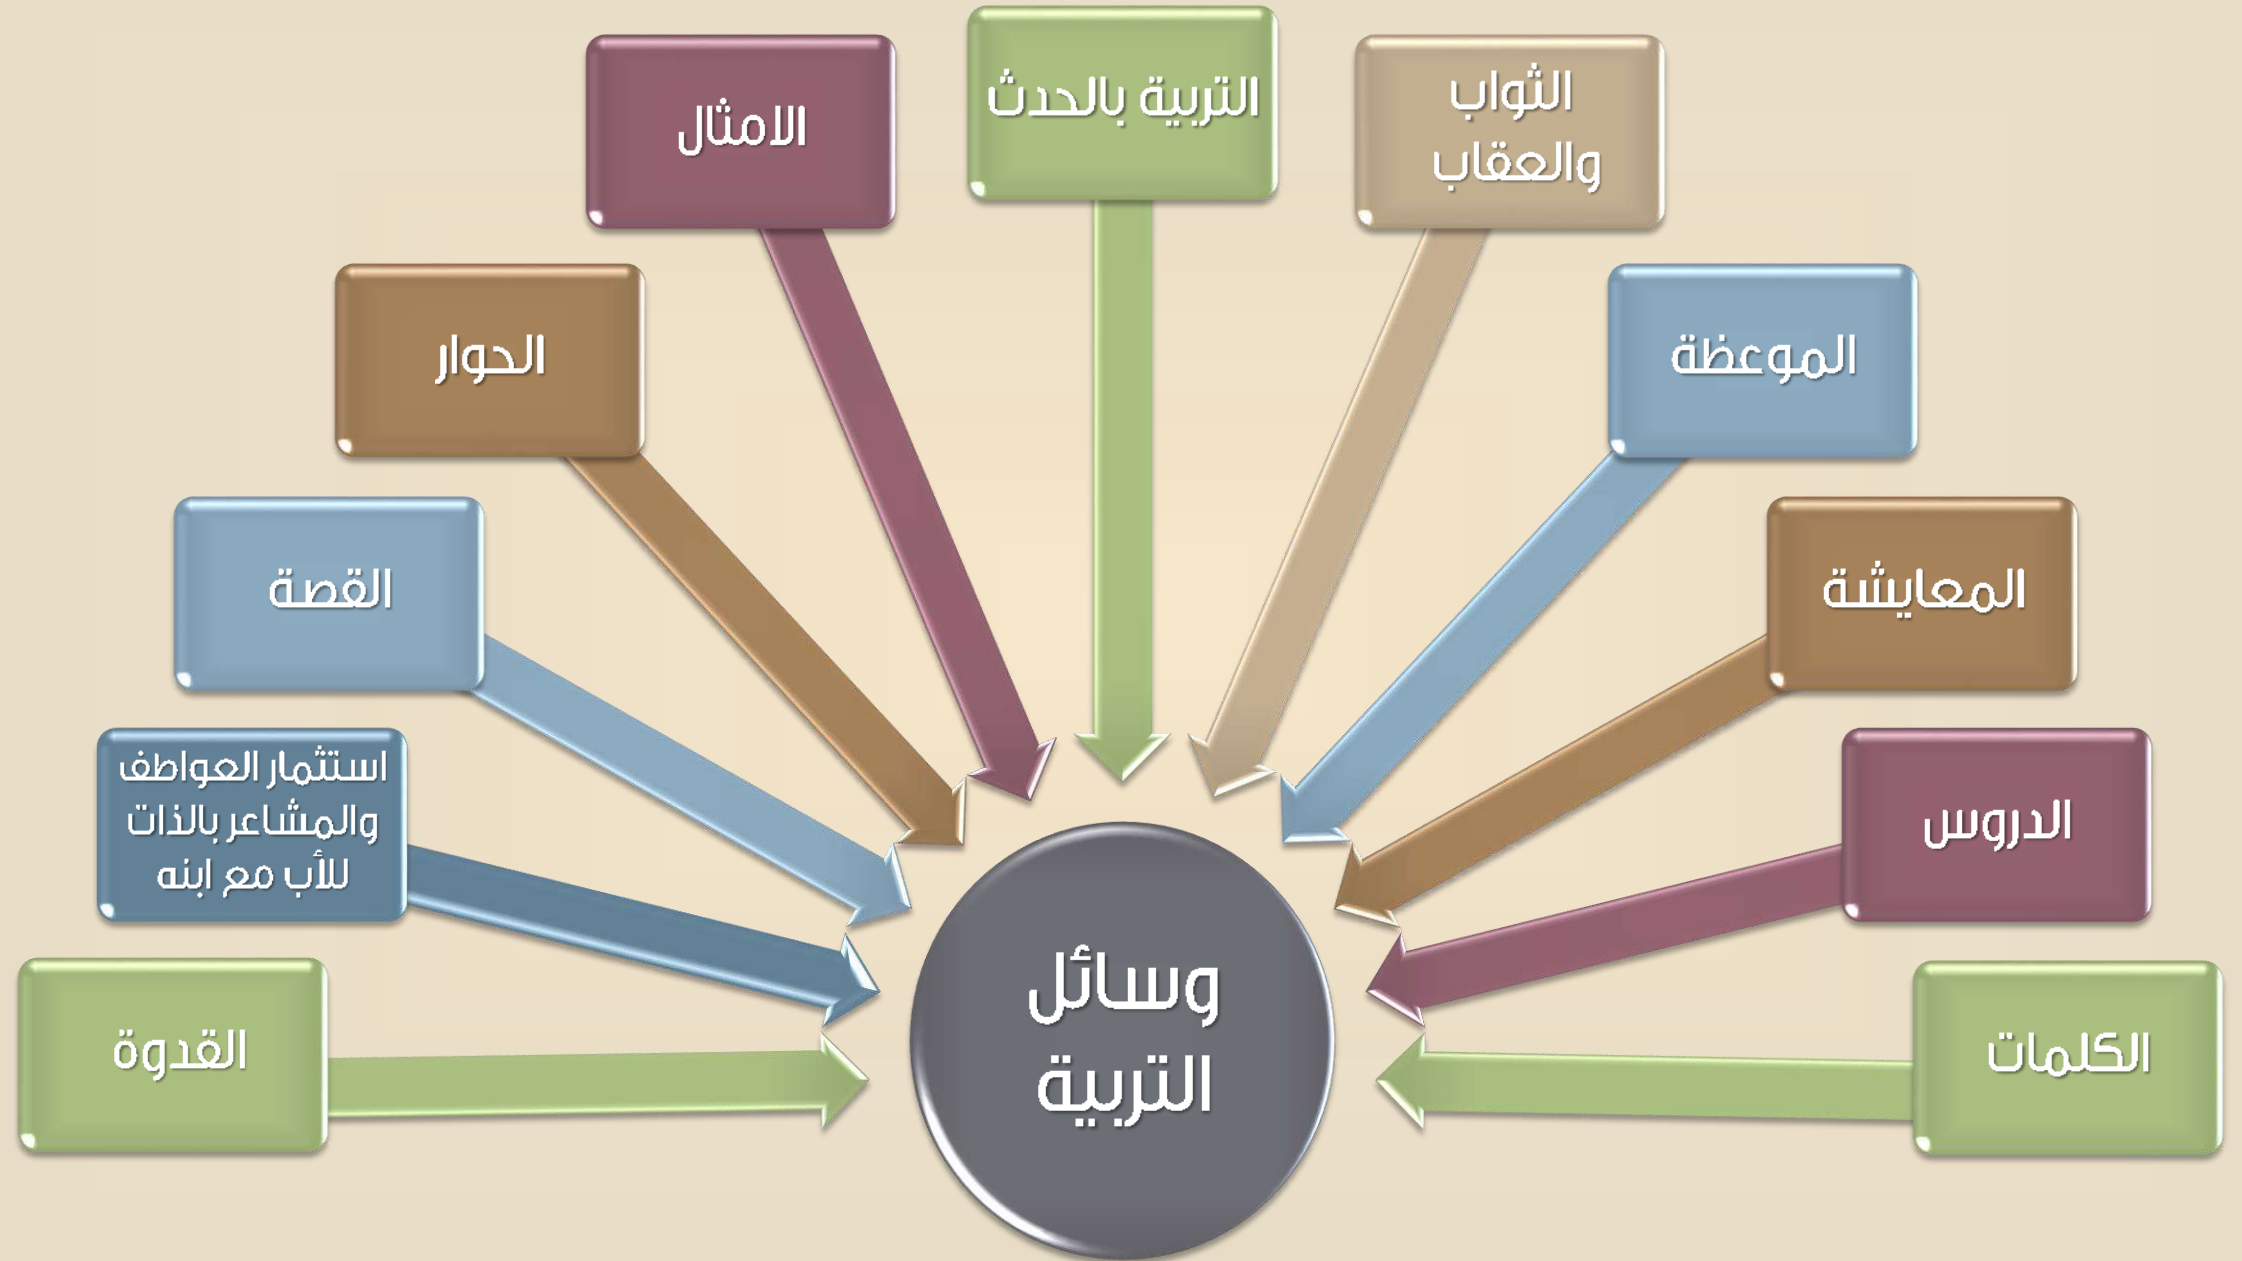 التربية بالحدث
الثواب
والعقاب
الامثال
الموعظة
الحوار
المعايشة
القصة
الدروس
استثمار العواطف
والمشاعر بالذات
للأب مع ابنه
الكلمات
القدوة
وسائل
التربية